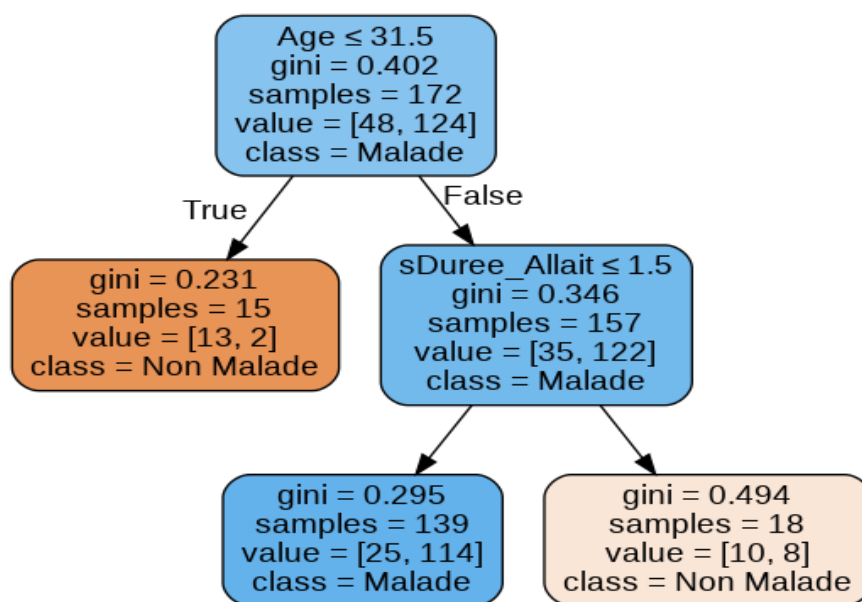 Age ≤ 31.5
gini = 0.402
samples = 172
value = [48, 124]
class = Malade
True
False
gini = 0.231
samples = 15
value = [13, 2]
class = Non Malade
sDuree_Allait ≤ 1.5
gini = 0.346
samples = 157
value = [35, 122]
class = Malade
gini = 0.295
samples = 139
value = [25, 114]
class = Malade
gini = 0.494
samples = 18
value = [10, 8]
class = Non Malade